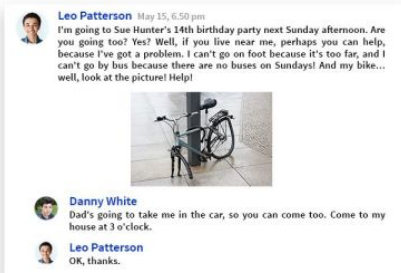 Leo Patterson May 15, 6.50 pm
I'm going to Sue Hunter's 14th birthday party next Sunday afternoon. Are
you going too? Yes? Well, if you live near me, perhaps you can help,
because I've got a problem. I can't go on foot because it's too far, and I
can't go by bus because there are no buses on Sundays! And my bike...
well, look at the picture! Help!
Danny White
Dad's going to take me in the car, so you can come too. Come to my
house at 3 o'clock.
Leo Patterson
OK, thanks.